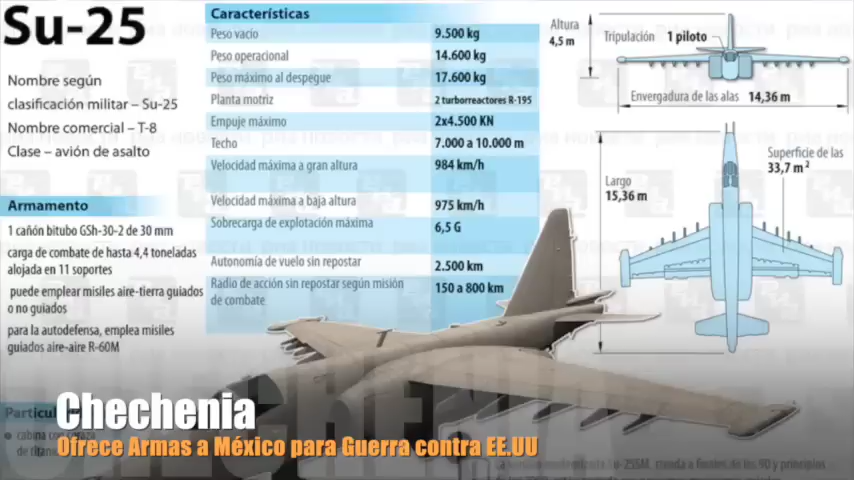 Su-25
Nombre según
clasificación militar – Su-25
Nombre comercial – T-8
Clase – avión de asalto
Armamento
1 cañón bitubo GSh-30-2 de 30 mm
carga de combate de hasta 4,4 toneladas
alojada en 11 soportes
puede emplear misiles aire-tierra guiados
o no guiados
para la autodefensa, emplea misiles
guiados aire-aire R-60M
Características
Peso vacío 9.500 kg
Peso operacional 14.600 kg
Peso máximo al despegue 17.600 kg
Planta motriz 2 turborreactores R-195
Empuje máximo 2x4.500 KN
Techo 7.000 a 10.000 m
Velocidad máxima a gran altura 984 km/h
Velocidad máxima a baja altura 975 km/h
Sobrecarga de explotación máxima 6,5 G
Autonomía de vuelo sin repostar 2.500 km
Radio de acción sin repostar según misión
de combate 150 a 800 km
Altura
4,5 m
Tripulación 1 piloto
Envergadura de las alas 14,36 m
Largo
15,36 m
Superficie de las
33,7 m²
Chechenia
Ofrece Armas a México para Guerra contra EE.UU
CHECHENIA